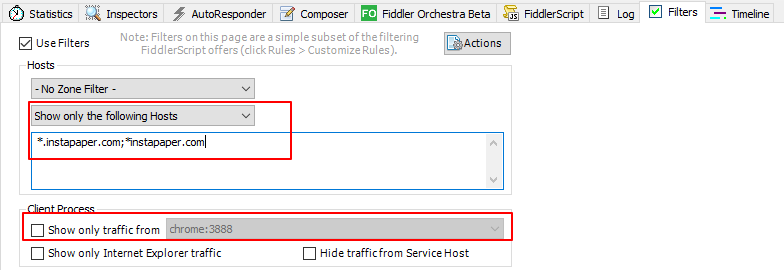 Statistics Inspectors AutoResponder Composer FO Fiddler Orchestra Beta JS FiddlerScript Log Filters Timeline
Use Filters
Note: Filters on this page are a simple subset of the filtering
FiddlerScript offers (click Rules > Customize Rules).
Actions
Hosts
- No Zone Filter -
Show only the following Hosts
*.instapaper.com;*instapaper.com
Client Process
Show only traffic from chrome:3888
Show only Internet Explorer traffic Hide traffic from Service Host